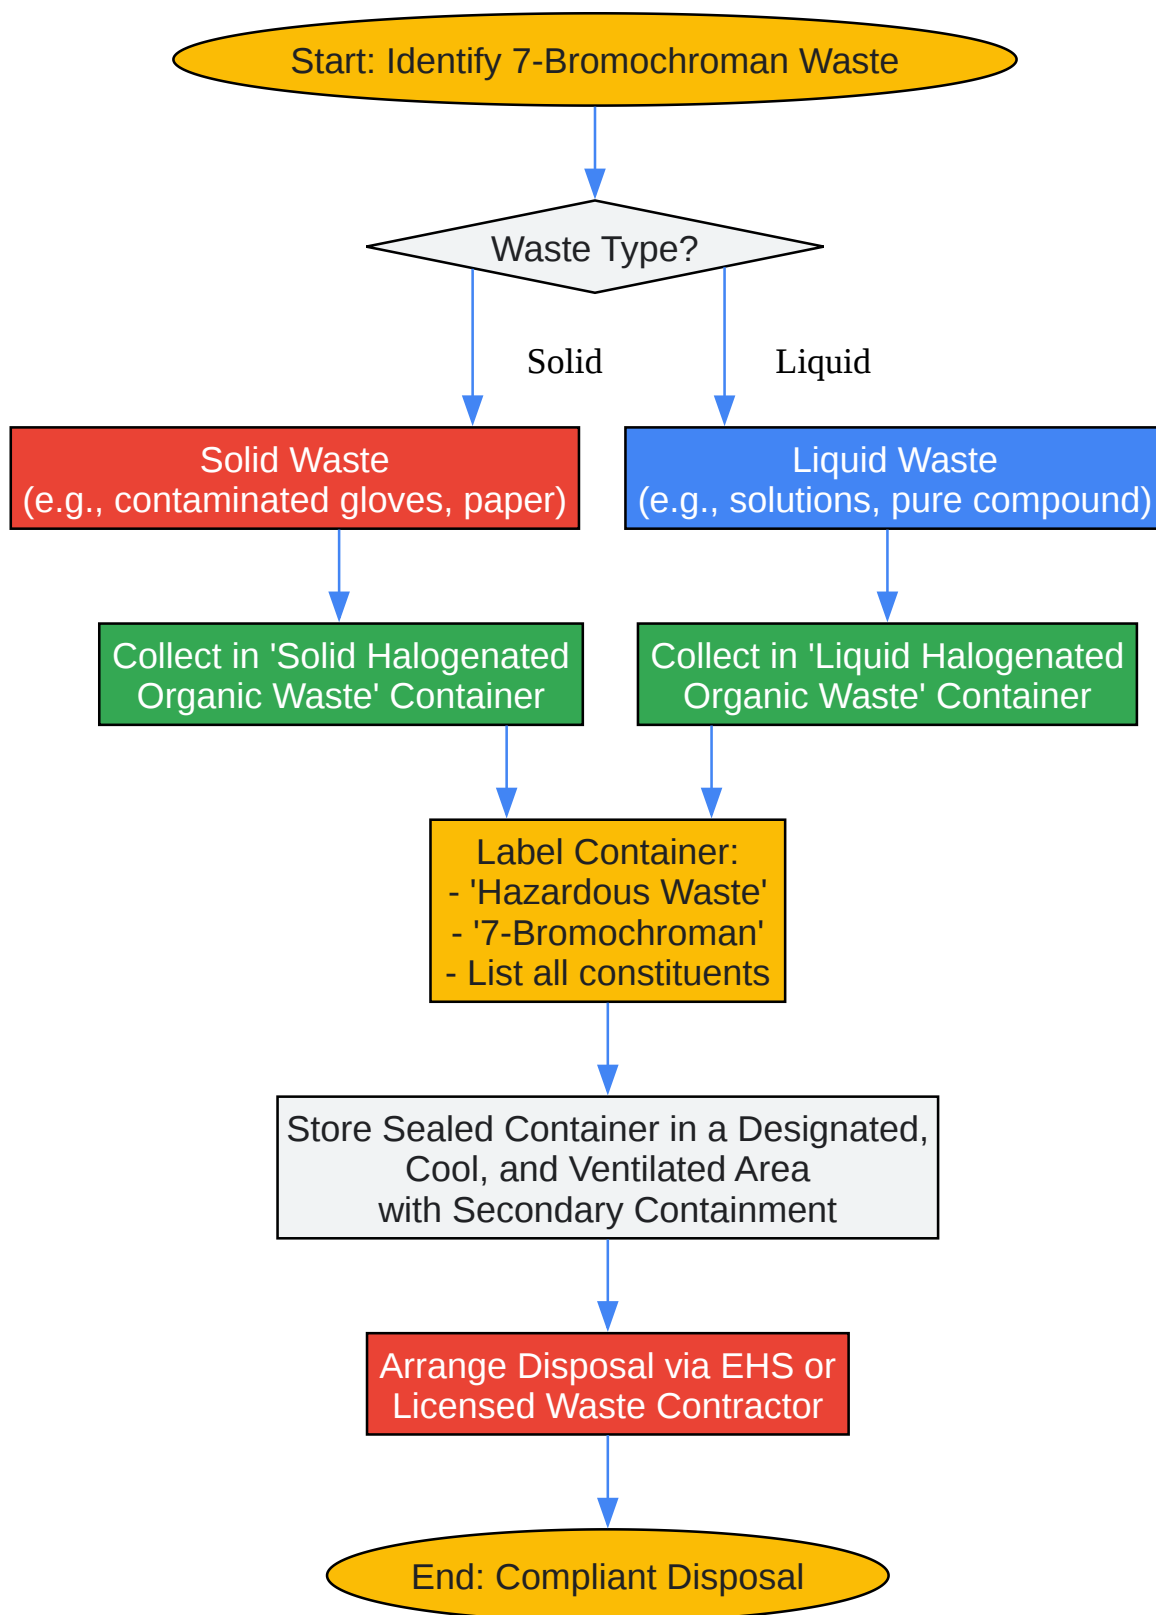 Start: Identify 7-Bromochroman Waste
Waste Type?
Solid
Liquid
Solid Waste
(e.g., contaminated gloves, paper)
Liquid Waste
(e.g., solutions, pure compound)
Collect in 'Solid Halogenated
Organic Waste' Container
Collect in 'Liquid Halogenated
Organic Waste' Container
Label Container:
- 'Hazardous Waste'
- '7-Bromochroman'
- List all constituents
Store Sealed Container in a Designated,
Cool, and Ventilated Area
with Secondary Containment
Arrange Disposal via EHS or
Licensed Waste Contractor
End: Compliant Disposal